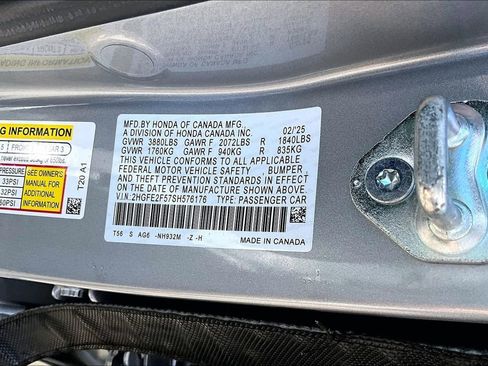 MFD.BY HONDA OF CANADA MFG., 02/'25
A DIVISION OF HONDA CANADA INC.
GVWR 3880LBS GAWR F 2072LBS R 1840LBS
GVWR 1760KG GAWR F 940KG R 835KG
THIS VEHICLE CONFORMS TO ALL APPLICABLE
FEDERAL MOTOR VEHICLE SAFETY, BUMPER,
AND THEFT PREVENTION STANDARDS IN EFFECT
ON THE DATE OF MANUFACTURE SHOWN ABOVE.
V.I.N.: 2HGFE2F57SH576176 TYPE: PASSENGER CAR
T56 S AG6 -NH932M -Z -H
MADE IN CANADA
G INFORMATION
SEE OWNER'S
MANUAL FOR
ADDITIONAL
INFORMATION
33PSI
32PSI
60PSI
T20 A1